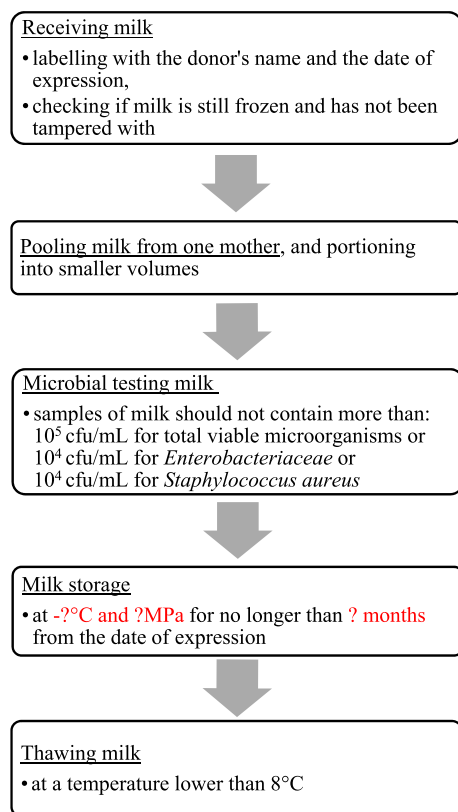 Receiving milk
• labelling with the donor's name and the date of
expression,
• checking if milk is still frozen and has not been
tampered with
Pooling milk from one mother, and portioning
into smaller volumes
Microbial testing milk
• samples of milk should not contain more than:
10⁵ cfu/mL for total viable microorganisms or
10⁴ cfu/mL for Enterobacteriaceae or
10⁴ cfu/mL for Staphylococcus aureus
Milk storage
• at -?°C and ?MPa for no longer than ? months
from the date of expression
Thawing milk
• at a temperature lower than 8°C